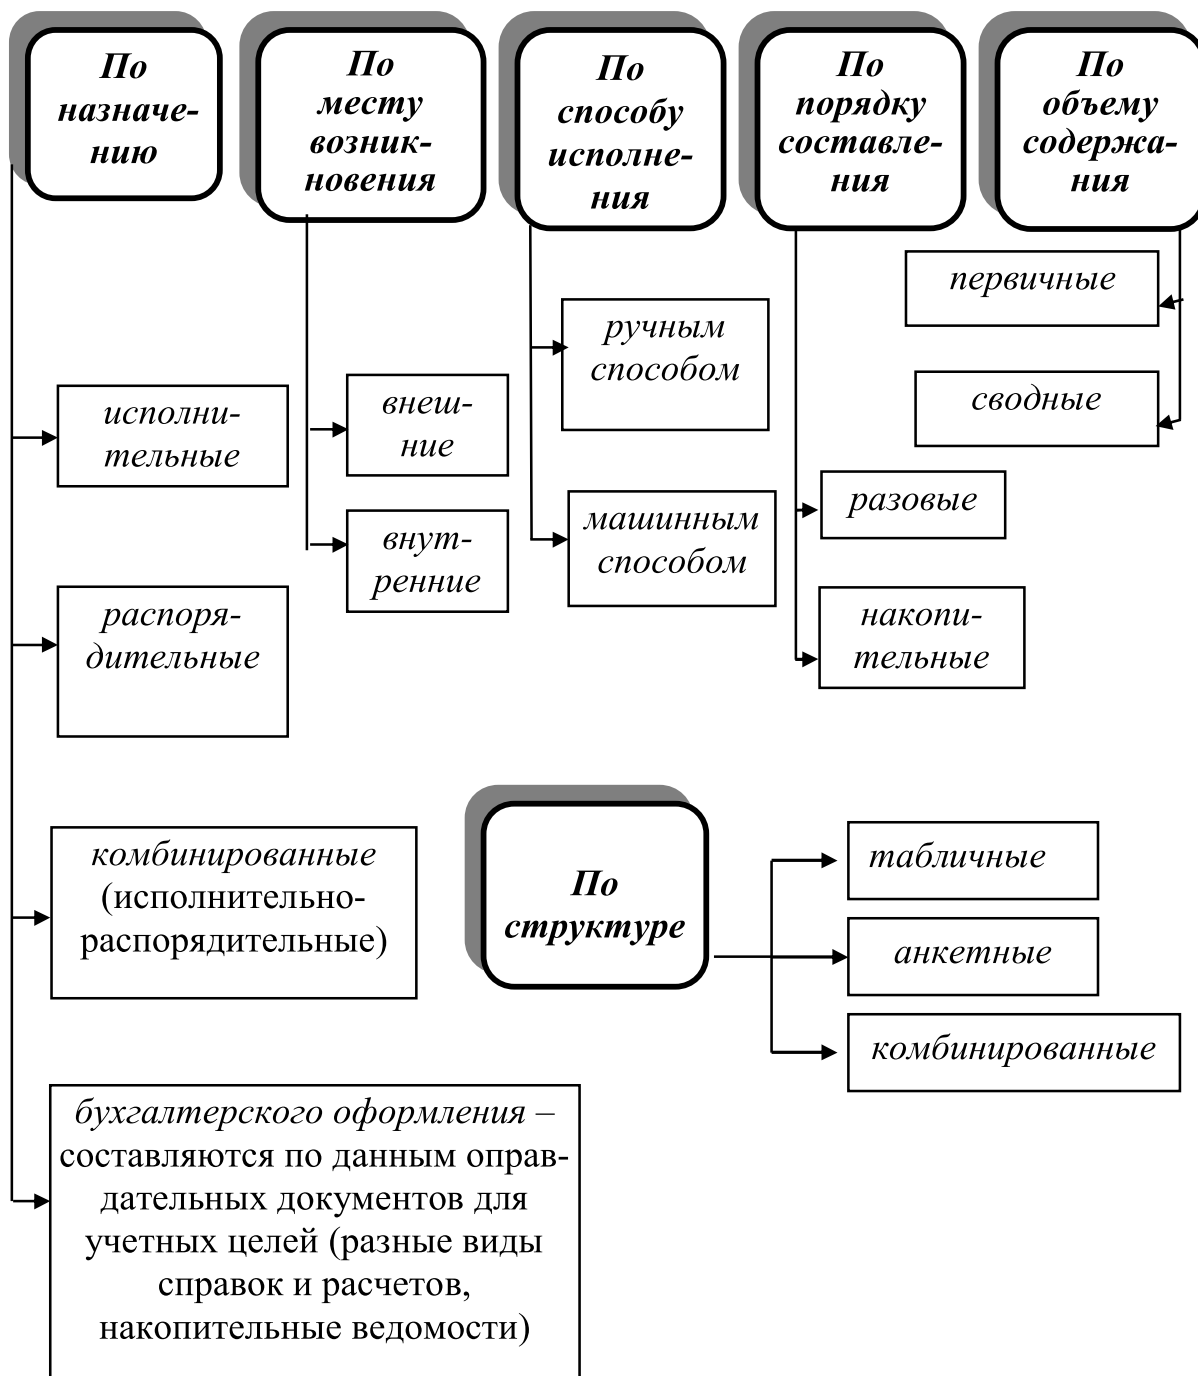 По
назначе-
нию
По
месту
возник-
новения
По
способу
исполне-
ния
По
порядку
составле-
ния
По
объему
содержа-
ния
исполни-
тельные
распоря-
дительные
комбинированные
(исполнительно-
распорядительные)
бухгалтерского оформления –
составляются по данным оправ-
дательных документов для
учетных целей (разные виды
справок и расчетов,
накопительные ведомости)
внеш-
ние
внут-
ренние
ручным
способом
машинным
способом
разовые
накопи-
тельные
первичные
сводные
По
структуре
табличные
анкетные
комбинированные